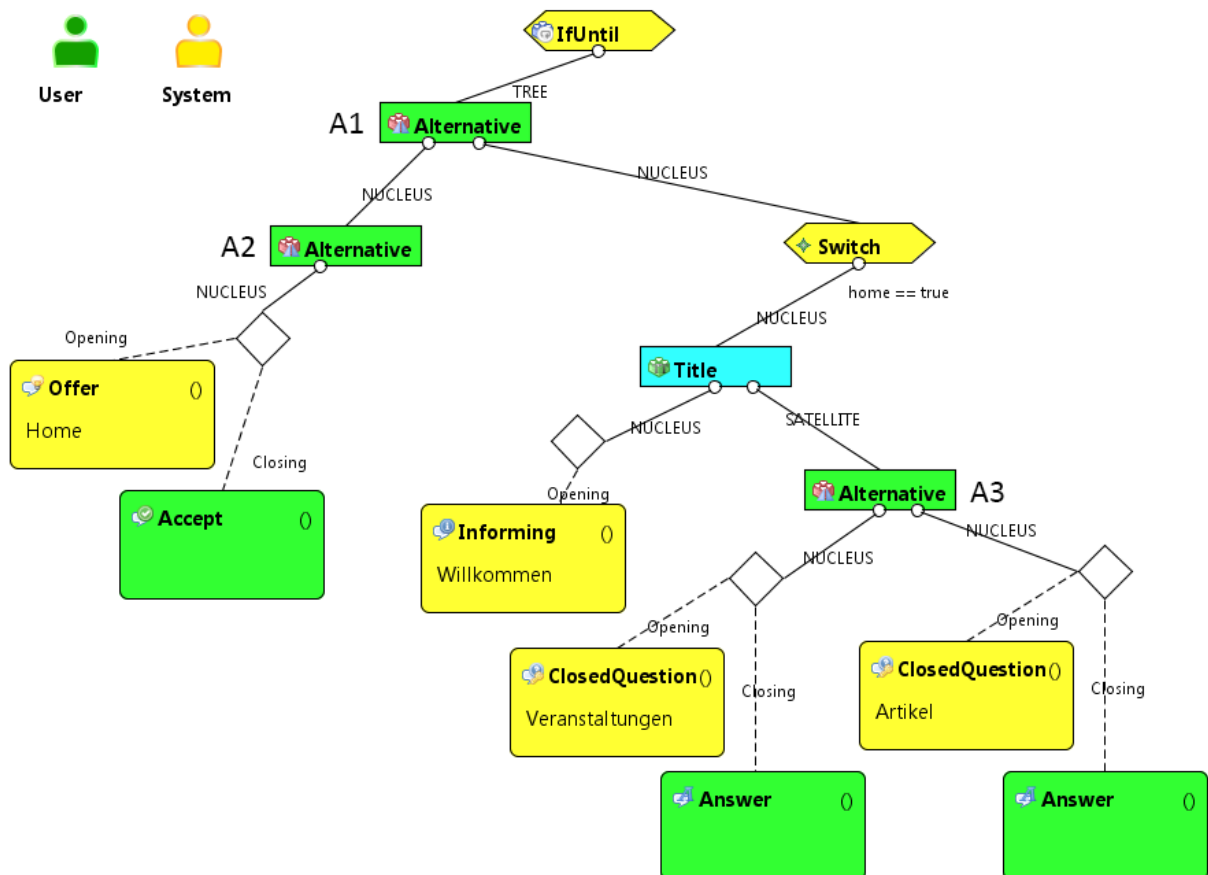 IfUntil
User
System
TREE
A1
Alternative
NUCLEUS
NUCLEUS
A2
Alternative
Switch
NUCLEUS
home == true
NUCLEUS
Opening
Title
Offer ()
Home
NUCLEUS
SATELLITE
Closing
Opening
Alternative
A3
Accept ()
Informing ()
Willkommen
NUCLEUS
NUCLEUS
Opening
Opening
ClosedQuestion ()
Veranstaltungen
Closing
ClosedQuestion ()
Artikel
Closing
Answer ()
Answer ()